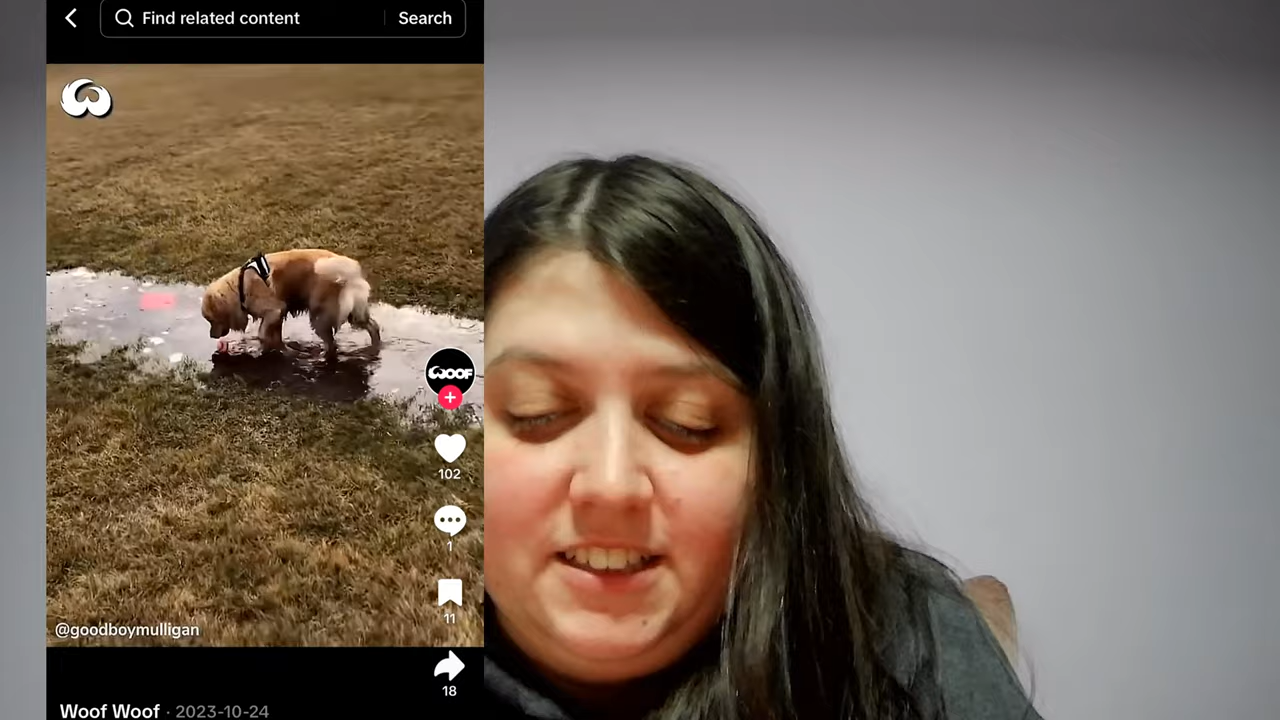 Find related content Search
WOOF
102
1
11
@goodboymulligan
18
Woof Woof · 2023-10-24